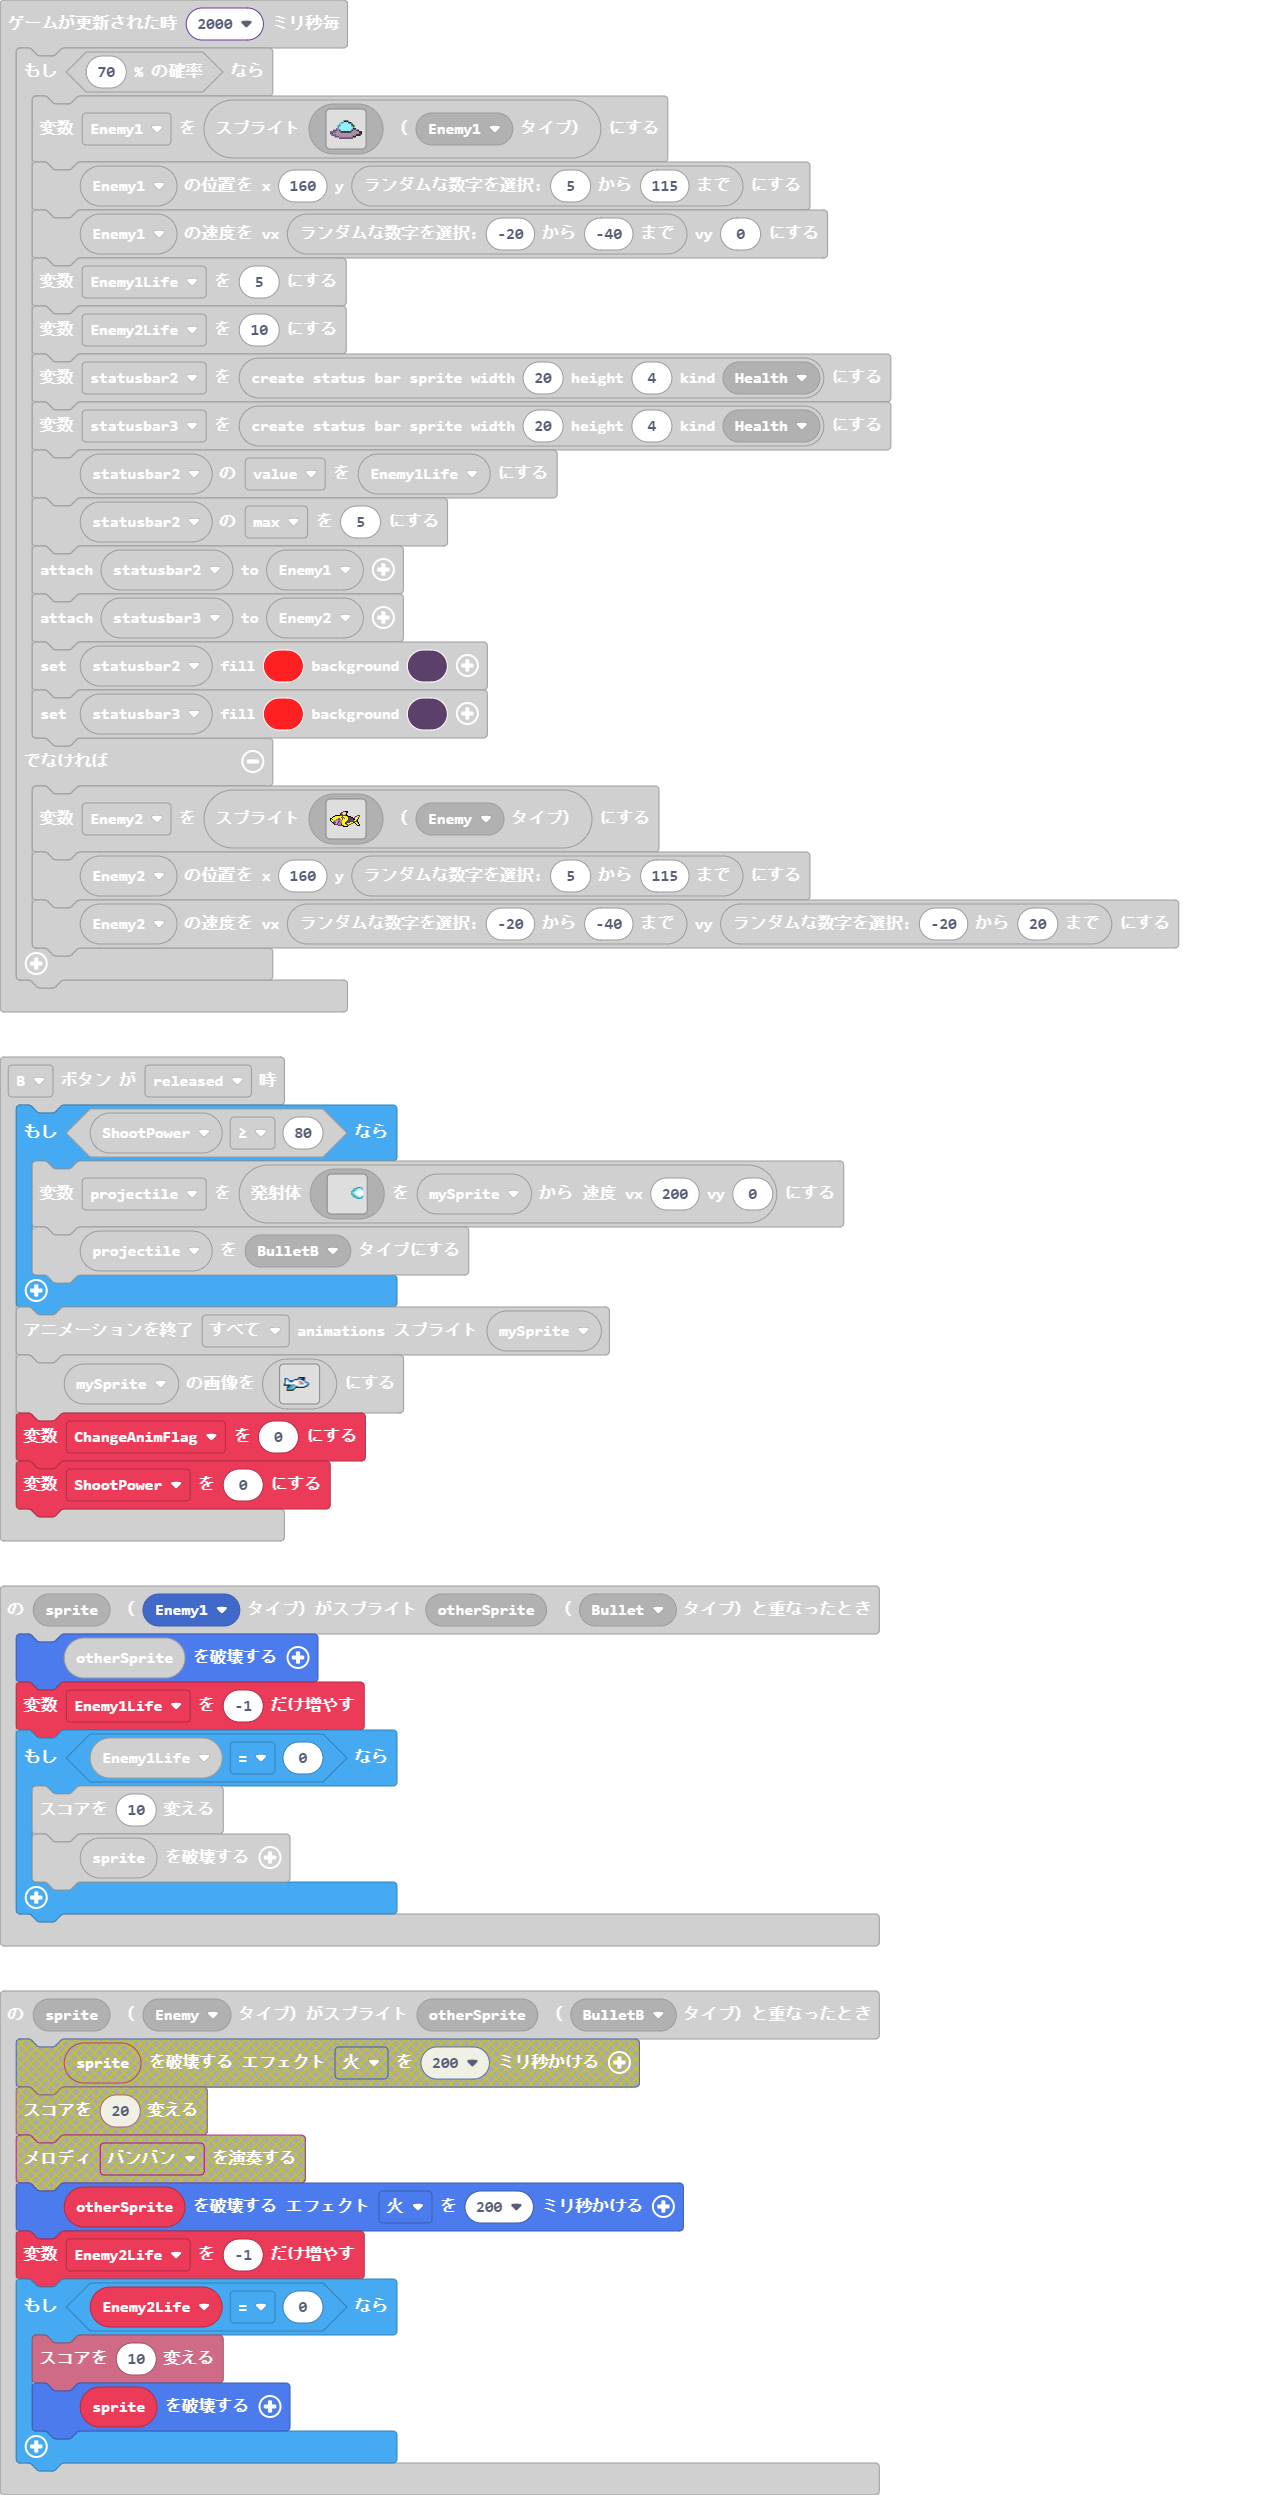 ゲームが更新された時 2000 ミリ秒毎
もし 70 % の確率 なら
変数 Enemy1 を スプライト ( Enemy1 タイプ) にする
Enemy1 の位置を x 160 y ランダムな数字を選択: 5 から 115 まで にする
Enemy1 の速度を vx ランダムな数字を選択: -20 から -40 まで vy 0 にする
変数 Enemy1Life を 5 にする
変数 Enemy2Life を 10 にする
変数 statusbar2 を create status bar sprite width 20 height 4 kind Health にする
変数 statusbar3 を create status bar sprite width 20 height 4 kind Health にする
statusbar2 の value を Enemy1Life にする
statusbar2 の max を 5 にする
attach statusbar2 to Enemy1
attach statusbar3 to Enemy2
set statusbar2 fill background
set statusbar3 fill background
でなければ
変数 Enemy2 を スプライト ( Enemy タイプ) にする
Enemy2 の位置を x 160 y ランダムな数字を選択: 5 から 115 まで にする
Enemy2 の速度を vx ランダムな数字を選択: -20 から -40 まで vy ランダムな数字を選択: -20 から 20 まで にする
B ボタン が released 時
もし ShootPower ≥ 80 なら
変数 projectile を 発射体 を mySprite から 速度 vx 200 vy 0 にする
projectile を BulletB タイプにする
アニメーションを終了 すべて animations スプライト mySprite
mySprite の画像を にする
変数 ChangeAnimFlag を 0 にする
変数 ShootPower を 0 にする
の sprite ( Enemy1 タイプ) がスプライト otherSprite ( Bullet タイプ) と重なったとき
otherSprite を破壊する
変数 Enemy1Life を -1 だけ増やす
もし Enemy1Life = 0 なら
スコアを 10 変える
sprite を破壊する
の sprite ( Enemy タイプ) がスプライト otherSprite ( BulletB タイプ) と重なったとき
sprite を破壊する エフェクト 火 を 200 ミリ秒かける
スコアを 20 変える
メロディ バンバン を演奏する
otherSprite を破壊する エフェクト 火 を 200 ミリ秒かける
変数 Enemy2Life を -1 だけ増やす
もし Enemy2Life = 0 なら
スコアを 10 変える
sprite を破壊する